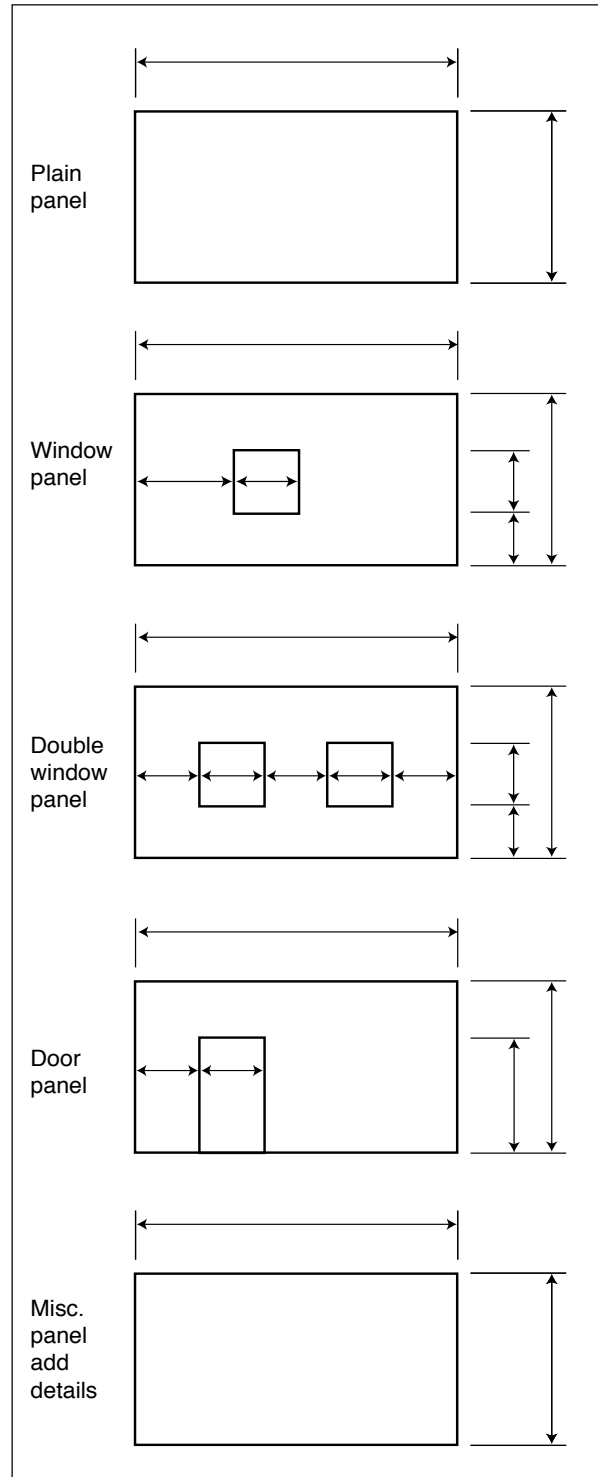 Plain
panel
Window
panel
Double
window
panel
Door
panel
Misc.
panel
add
details